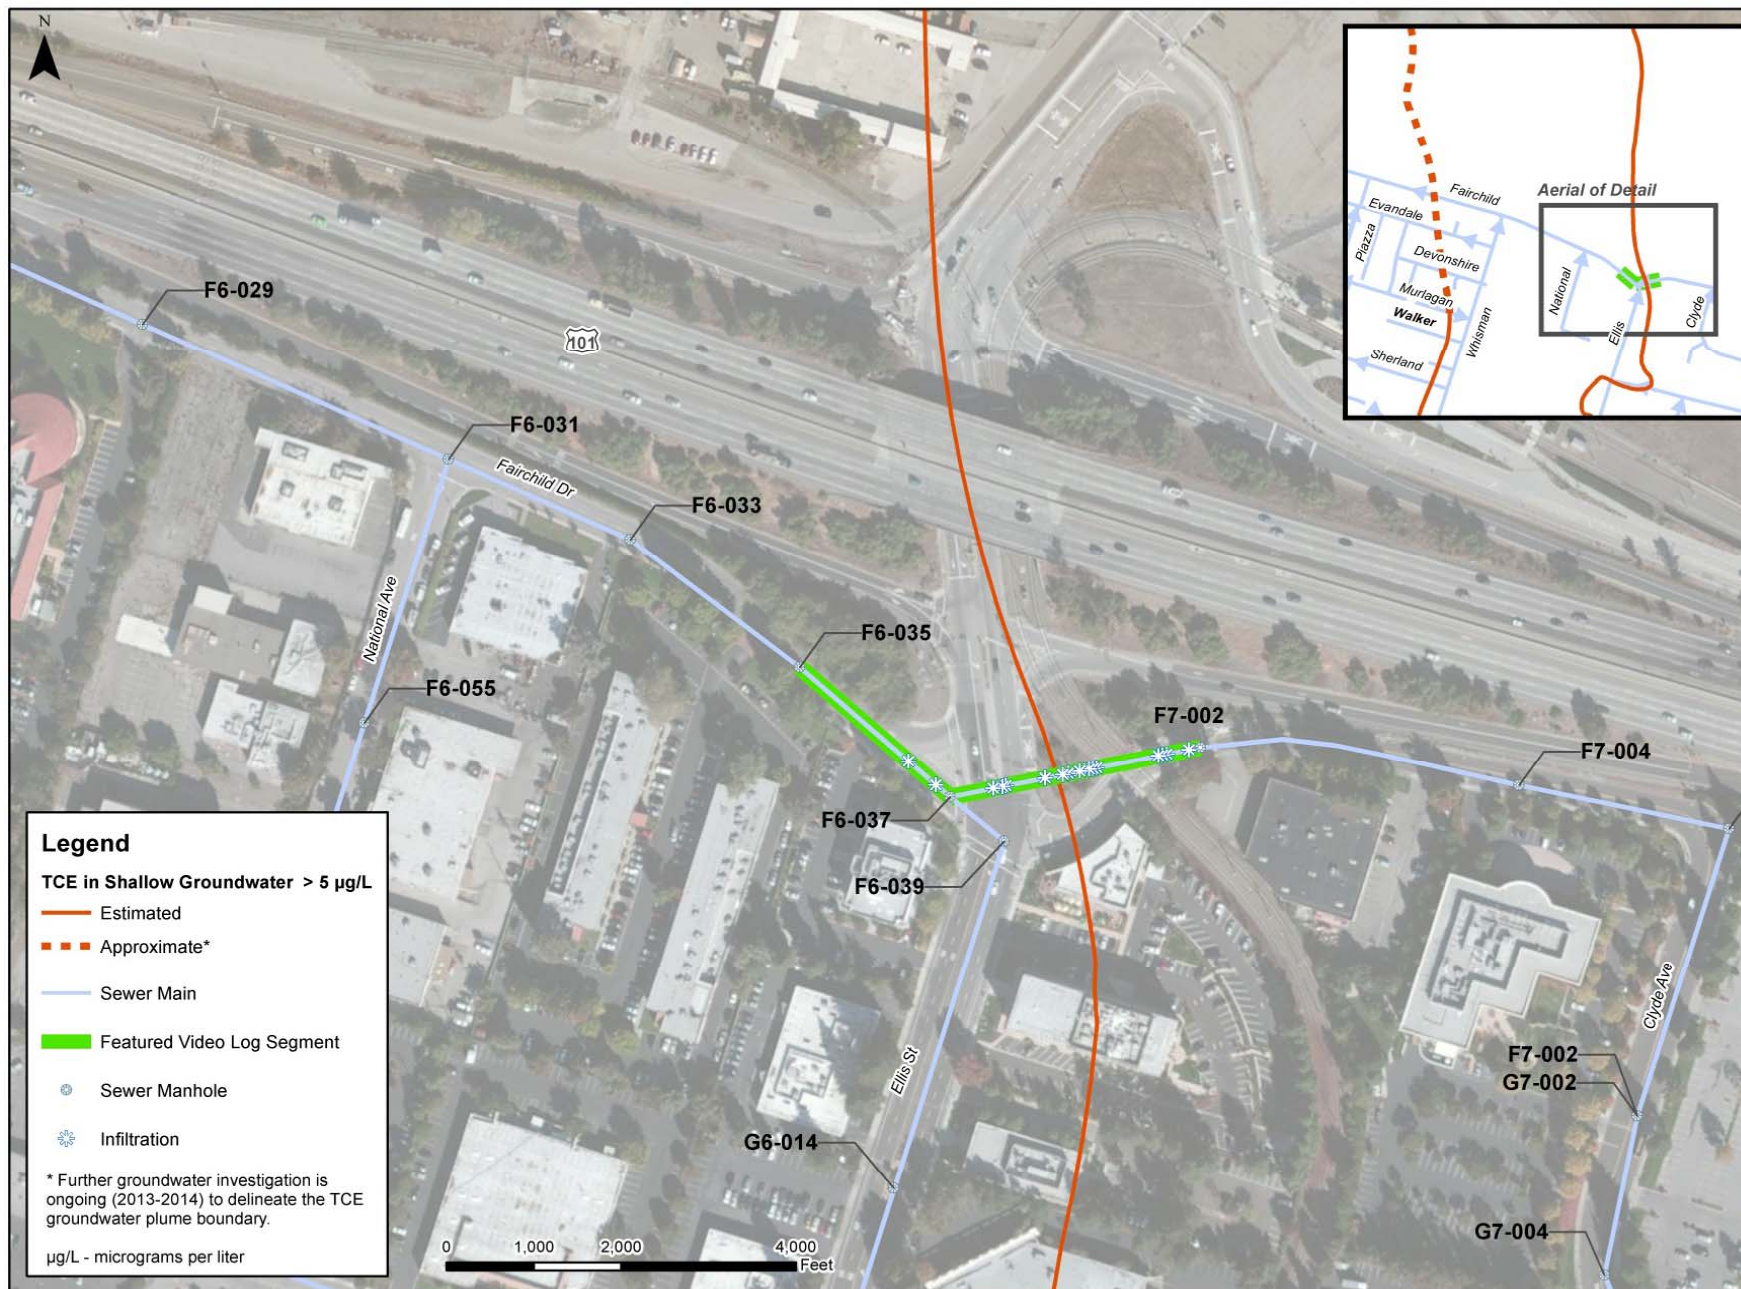 N
Aerial of Detail
Fairchild
Evandale
Piazza
Devonshire
Murlagan
Walker
Sherland
Whisman
National
Ellis
Clyde
F6-029
101
F6-031
Fairchild Dr
F6-033
National Ave
F6-035
F6-055
F7-002
F7-004
F6-037
F6-039
Ellis St
Clyde Ave
F7-002
G7-002
G6-014
G7-004
Legend
TCE in Shallow Groundwater > 5 µg/L
Estimated
Approximate*
Sewer Main
Featured Video Log Segment
Sewer Manhole
Infiltration
* Further groundwater investigation is
ongoing (2013-2014) to delineate the TCE
groundwater plume boundary.
µg/L - micrograms per liter
0 1,000 2,000 4,000
Feet